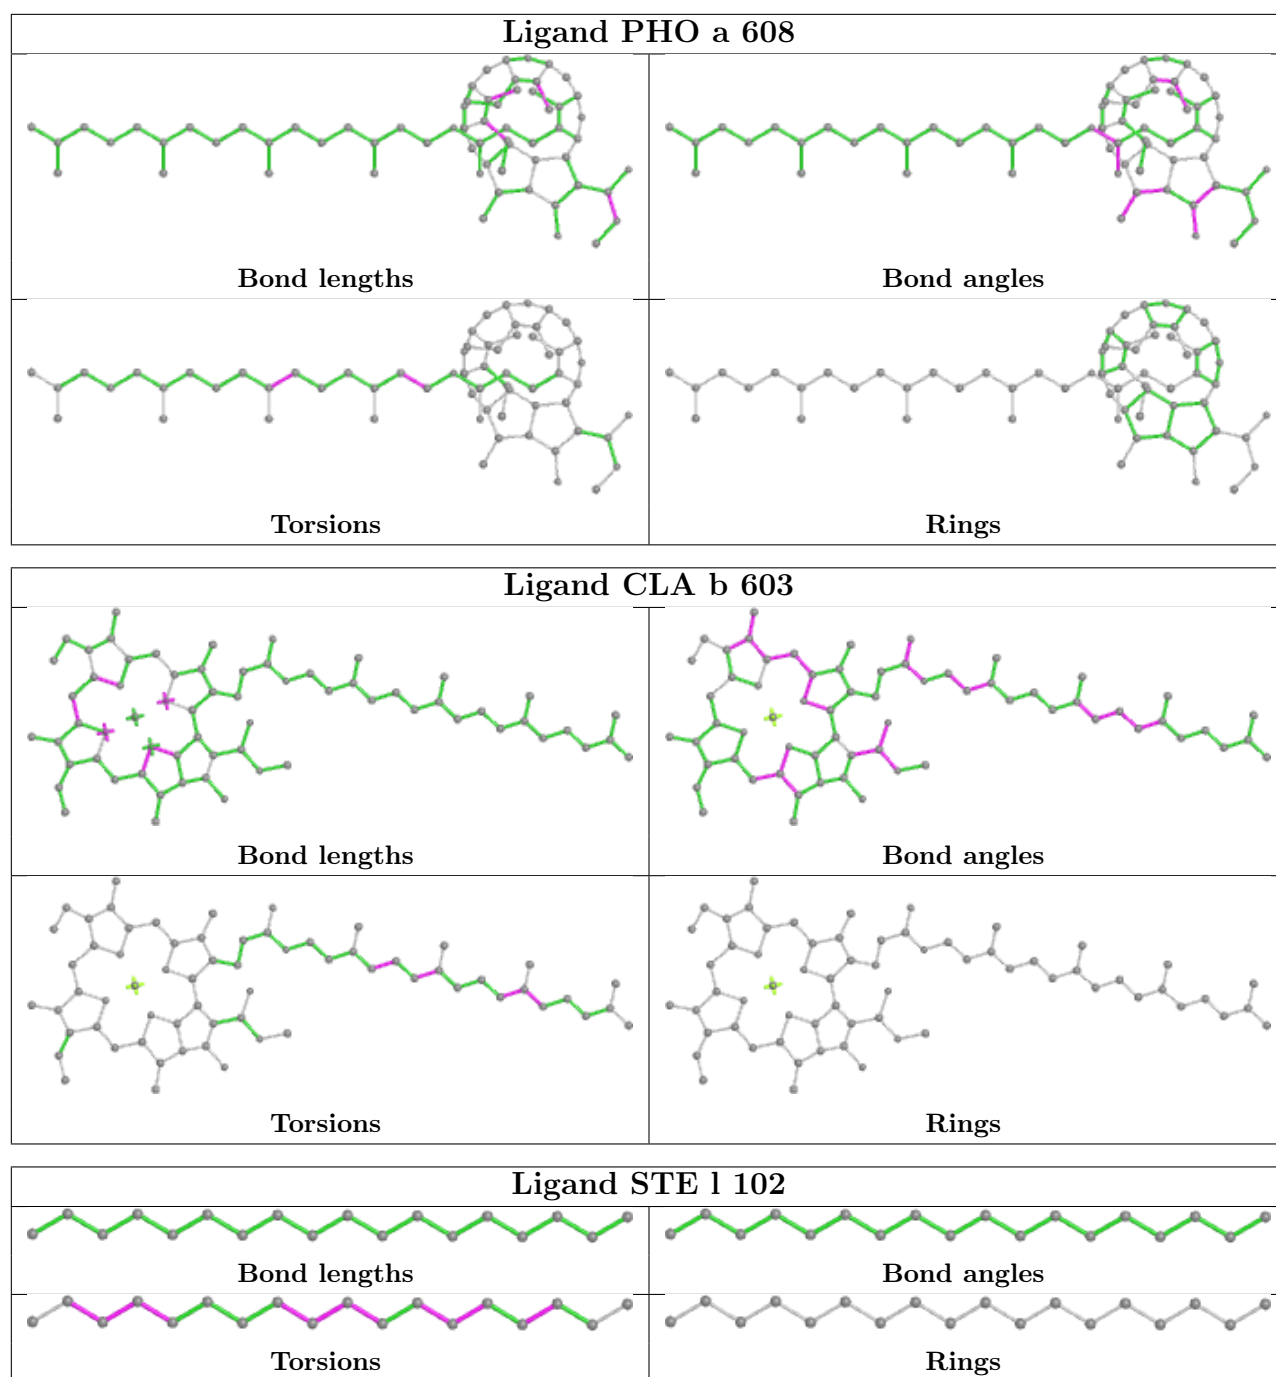 Ligand PHO a 608
Bond lengths
Bond angles
Torsions
Rings
Ligand CLA b 603
Bond lengths
Bond angles
Torsions
Rings
Ligand STE l 102
Bond lengths
Bond angles
Torsions
Rings